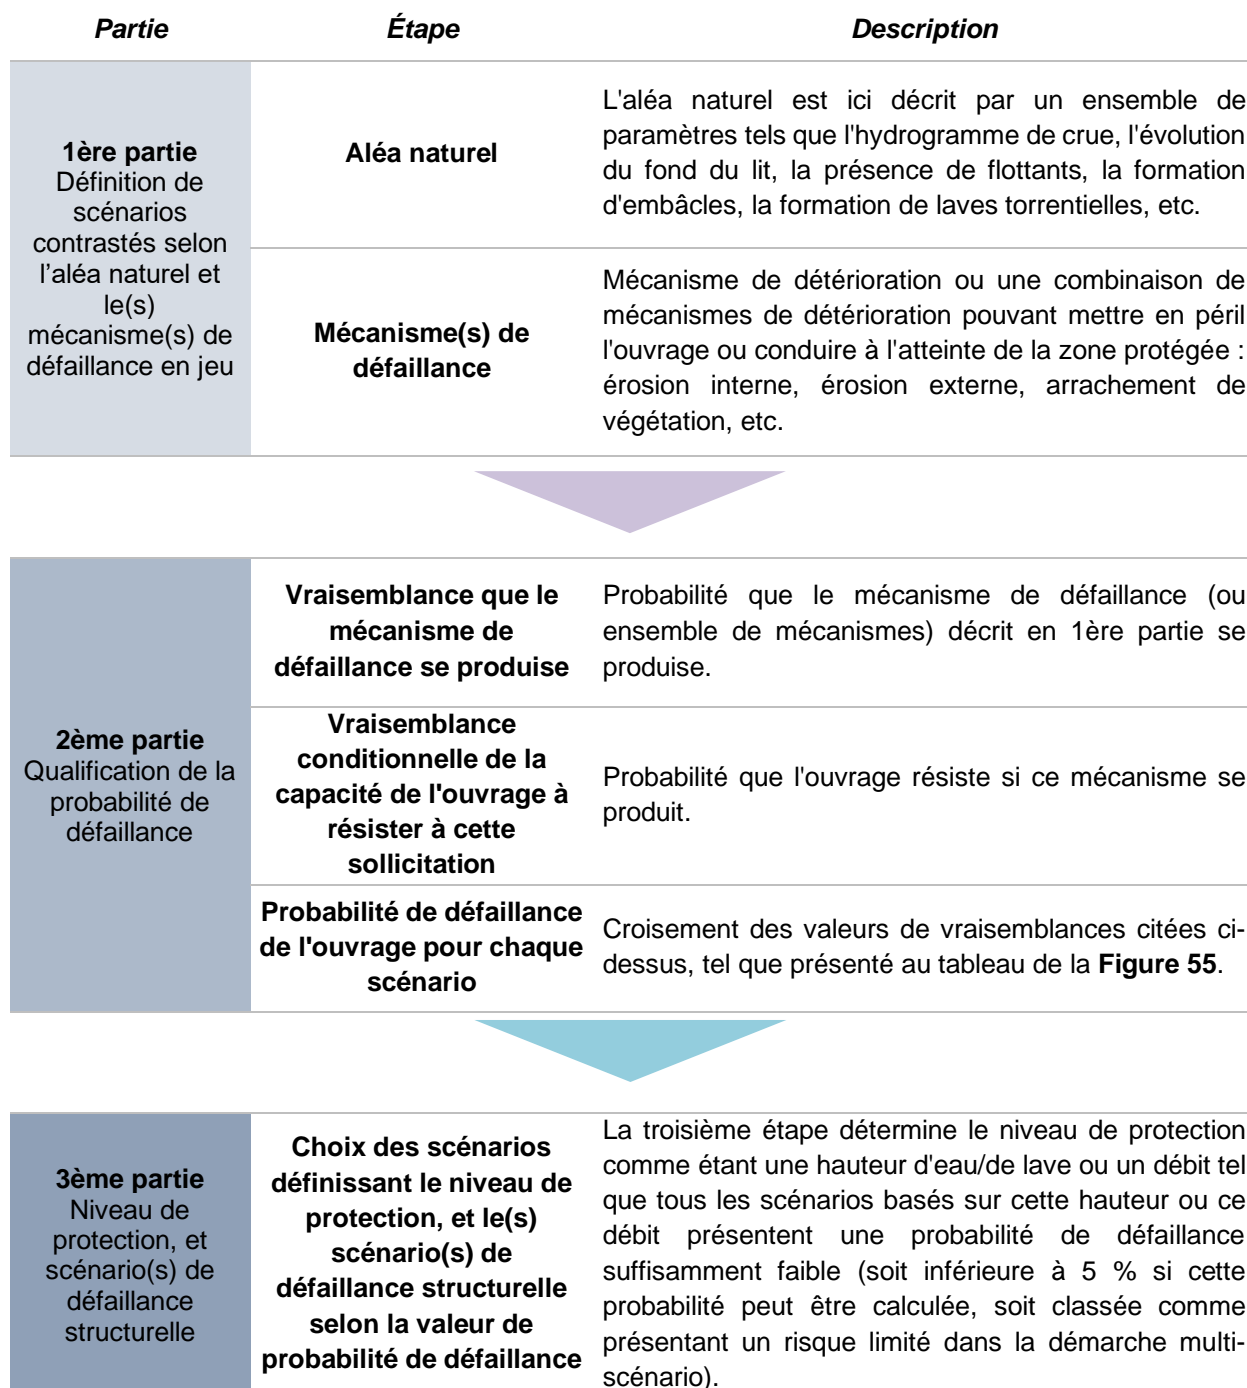 Partie Étape Description
1ère partie
Définition de
scénarios
contrastés selon
l'aléa naturel et
le(s)
mécanisme(s) de
défaillance en jeu
Aléa naturel
L'aléa naturel est ici décrit par un ensemble de
paramètres tels que l'hydrogramme de crue, l'évolution
du fond du lit, la présence de flottants, la formation
d'embâcles, la formation de laves torrentielles, etc.
Mécanisme(s) de
défaillance
Mécanisme de détérioration ou une combinaison de
mécanismes de détérioration pouvant mettre en péril
l'ouvrage ou conduire à l'atteinte de la zone protégée :
érosion interne, érosion externe, arrachement de
végétation, etc.
2ème partie
Qualification de la
probabilité de
défaillance
Vraisemblance que le
mécanisme de
défaillance se produise
Probabilité que le mécanisme de défaillance (ou
ensemble de mécanismes) décrit en 1ère partie se
produise.
Vraisemblance
conditionnelle de la
capacité de l'ouvrage à
résister à cette
sollicitation
Probabilité que l'ouvrage résiste si ce mécanisme se
produit.
Probabilité de défaillance
de l'ouvrage pour chaque
scénario
Croisement des valeurs de vraisemblances citées ci-
dessus, tel que présenté au tableau de la Figure 55.
3ème partie
Niveau de
protection, et
scénario(s) de
défaillance
structurelle
Choix des scénarios
définissant le niveau de
protection, et le(s)
scénario(s) de
défaillance structurelle
selon la valeur de
probabilité de défaillance
La troisième étape détermine le niveau de protection
comme étant une hauteur d'eau/de lave ou un débit tel
que tous les scénarios basés sur cette hauteur ou ce
débit présentent une probabilité de défaillance
suffisamment faible (soit inférieure à 5 % si cette
probabilité peut être calculée, soit classée comme
présentant un risque limité dans la démarche multi-
scénario).